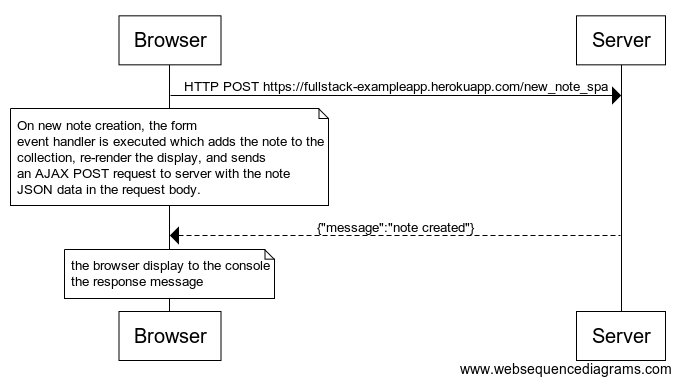 Browser
Server
HTTP POST https://fullstack-exampleapp.herokuapp.com/new_note_spa
On new note creation, the form
event handler is executed which adds the note to the
collection, re-render the display, and sends
an AJAX POST request to server with the note
JSON data in the request body.
{"message":"note created"}
the browser display to the console
the response message
Browser
Server
www.websequencediagrams.com